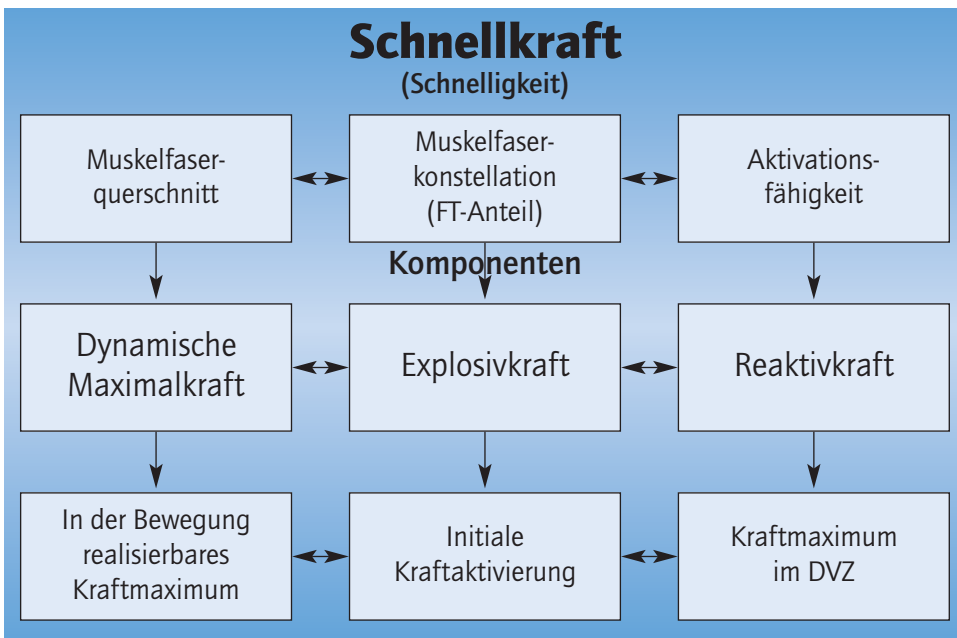 Schnellkraft
(Schnelligkeit)
Muskelfaser-
querschnitt
Muskelfaser-
konstellation
(FT-Anteil)
Aktivations-
fähigkeit
Komponenten
Dynamische
Maximalkraft
Explosivkraft
Reaktivkraft
In der Bewegung
realisierbares
Kraftmaximum
Initiale
Kraftaktivierung
Kraftmaximum
im DVZ